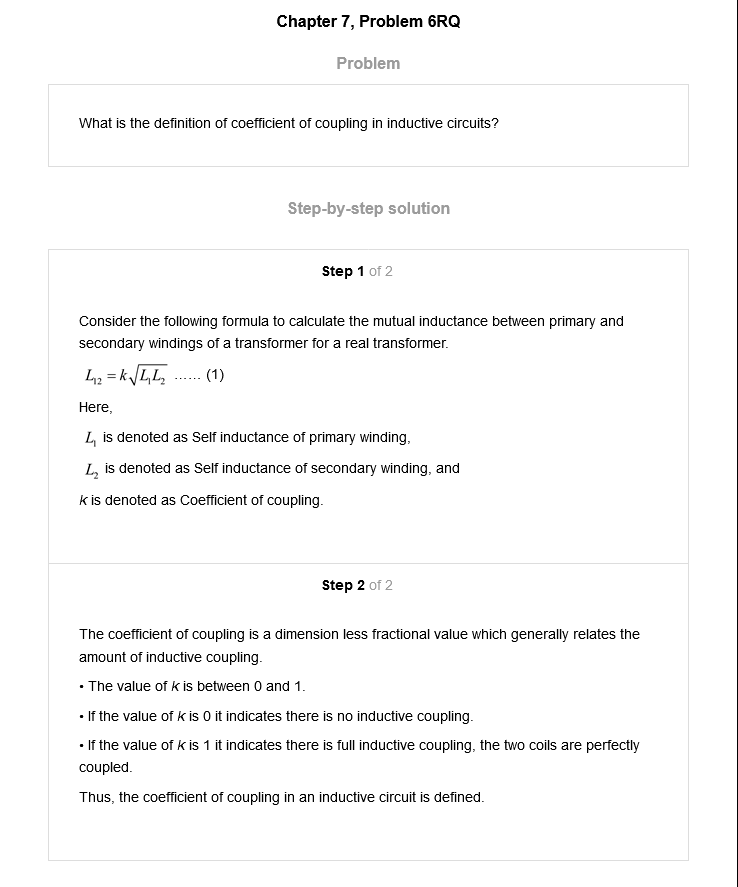 Chapter 7, Problem 6RQ
Problem
What is the definition of coefficient of coupling in inductive circuits?
Step-by-step solution
Step 1 of 2
Consider the following formula to calculate the mutual inductance between primary and
secondary windings of a transformer for a real transformer.
L₁₂ = k√L₁L₂ ...... (1)
Here,
L₁ is denoted as Self inductance of primary winding,
L₂ is denoted as Self inductance of secondary winding, and
k is denoted as Coefficient of coupling.
Step 2 of 2
The coefficient of coupling is a dimension less fractional value which generally relates the
amount of inductive coupling.
• The value of k is between 0 and 1.
• If the value of k is 0 it indicates there is no inductive coupling.
• If the value of k is 1 it indicates there is full inductive coupling, the two coils are perfectly
coupled.
Thus, the coefficient of coupling in an inductive circuit is defined.